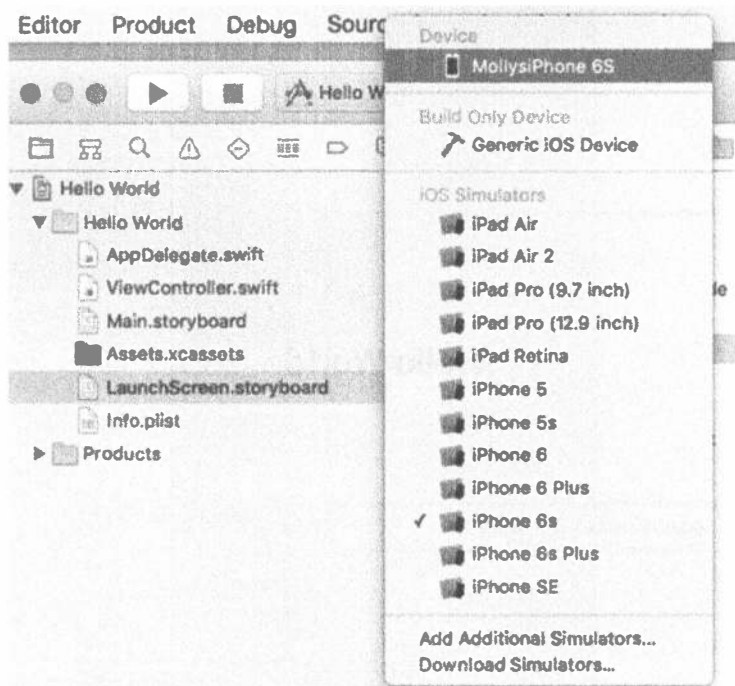 Editor Product Debug Sourc
Hello W
Hello World
Hello World
AppDelegate.swift
ViewController.swift
Main.storyboard
Assets.xcassets
LaunchScreen.storyboard
Info.plist
Products
Device
MollysiPhone 6S
Build Only Device
Generic iOS Device
iOS Simulators
iPad Air
iPad Air 2
iPad Pro (9.7 inch)
iPad Pro (12.9 inch)
iPad Retina
iPhone 5
iPhone 5s
iPhone 6
iPhone 6 Plus
iPhone 6s
iPhone 6s Plus
iPhone SE
Add Additional Simulators...
Download Simulators...